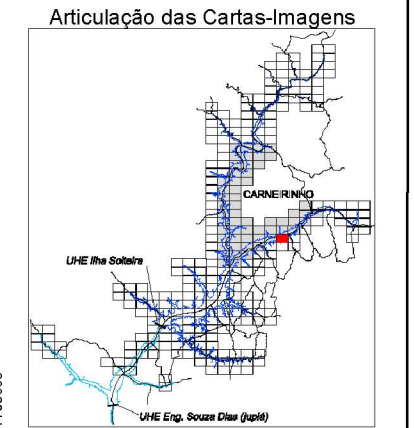 Articulação das Cartas-Imagens
CARNEIRINHO
UHE Ilha Solteira
UHE Eng. Souza Dias (jupiá)